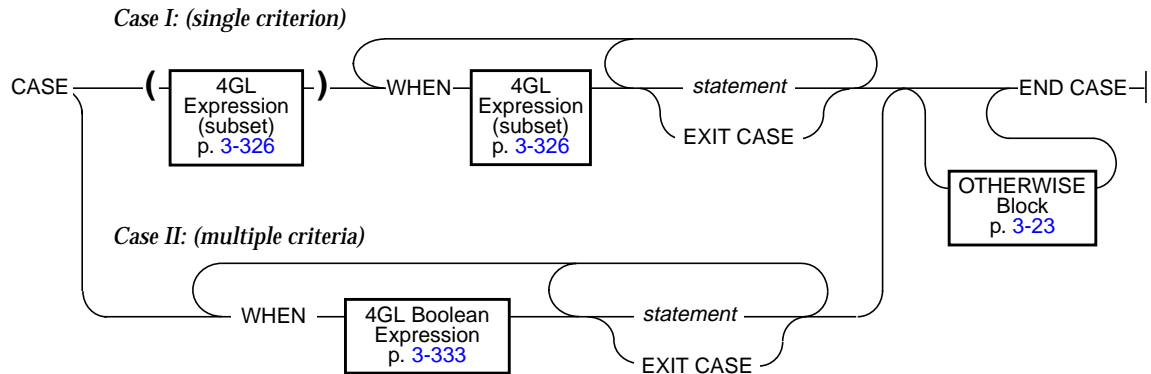 Case I: (single criterion)
CASE ( 4GL Expression (subset) p. 3-326 ) WHEN 4GL Expression (subset) p. 3-326 statement END CASE
EXIT CASE
OTHERWISE Block p. 3-23
Case II: (multiple criteria)
WHEN 4GL Boolean Expression p. 3-333 statement
EXIT CASE